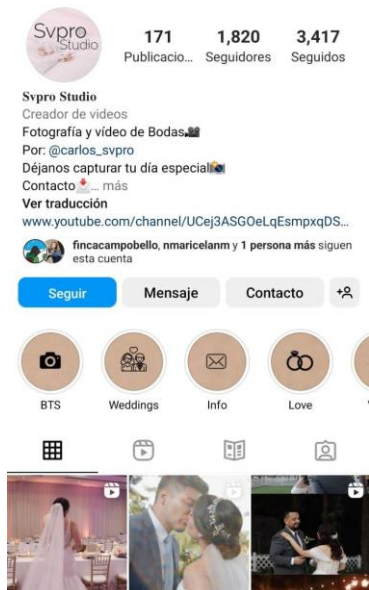 Svpro
Studio
171
1,820
3,417
Publicacio...
Seguidores
Seguidos
Svpro Studio
Creador de videos
Fotografía y vídeo de Bodas🎥
Por: @carlos_svpro
Déjanos capturar tu día especial📸
Contacto📩... más
Ver traducción
www.youtube.com/channel/UCej3ASGOeLqEsmpxqDS...
fincacampobello, nmaricelanm y 1 persona más siguen
esta cuenta
Seguir
Mensaje
Contacto
BTS
Weddings
Info
Love